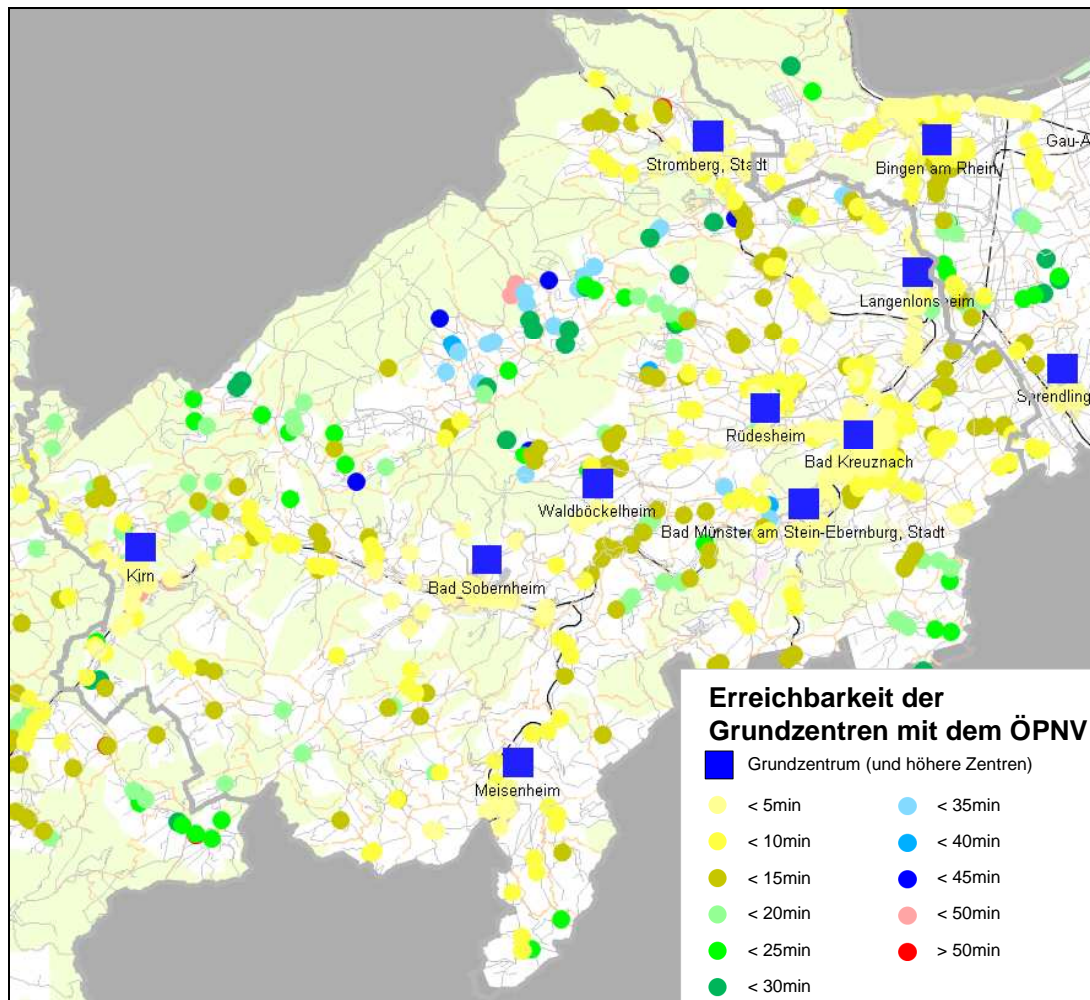 Gau-A
Stromberg, Stadt
Bingen am Rhein
Langenlonsheim
Sprendling
Rüdesheim
Bad Kreuznach
Waldböckelheim
Bad Münster am Stein-Ebernburg, Stadt
Kirn
Bad Sobernheim
Meisenheim
Erreichbarkeit der
Grundzentren mit dem ÖPNV
Grundzentrum (und höhere Zentren)
< 5min
< 10min
< 15min
< 20min
< 25min
< 30min
< 35min
< 40min
< 45min
< 50min
> 50min